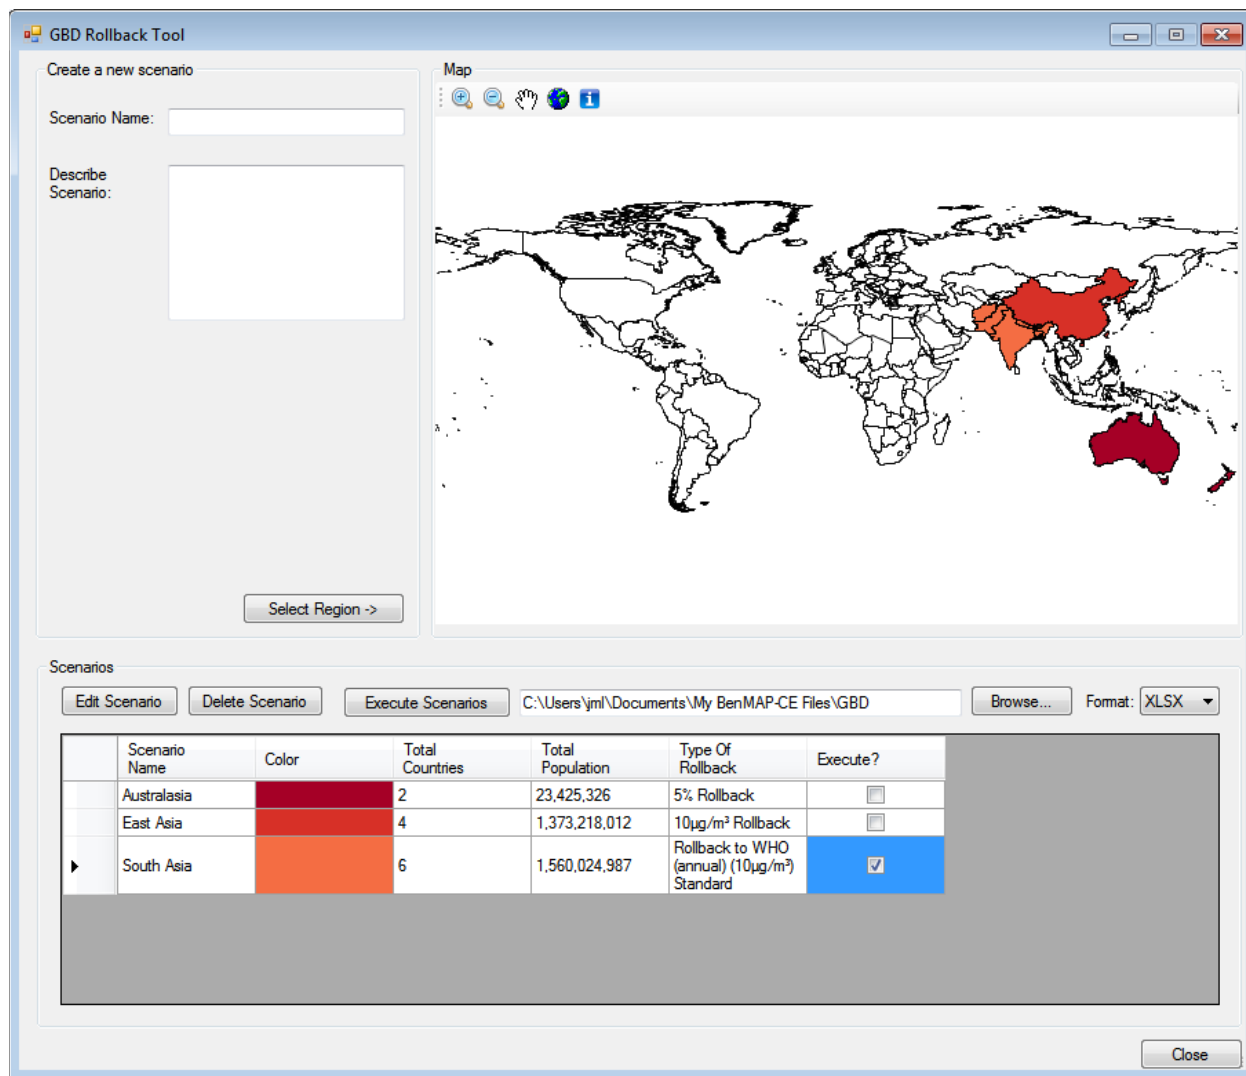 GBD Rollback Tool
Create a new scenario
Scenario Name:
Describe
Scenario:
Select Region ->
Map
Scenarios
Edit Scenario
Delete Scenario
Execute Scenarios
C:\Users\jml\Documents\My BenMAP-CE Files\GBD
Browse...
Format: XLSX
Scenario
Name
Color
Total
Countries
Total
Population
Type Of
Rollback
Execute?
Australasia
2
23,425,326
5% Rollback
East Asia
4
1,373,218,012
10µg/m³ Rollback
South Asia
6
1,560,024,987
Rollback to WHO
(annual) (10µg/m³)
Standard
Close